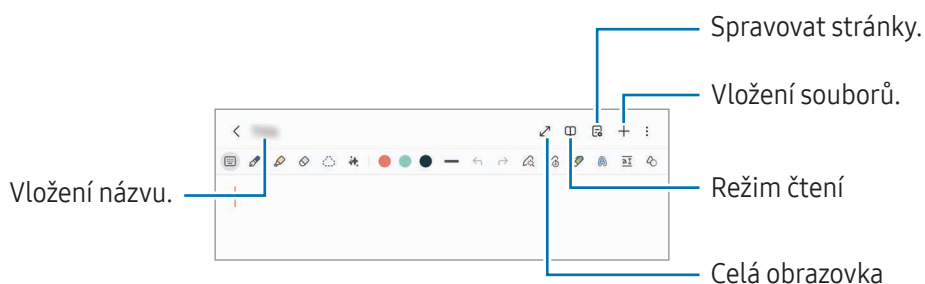 Spravovat stránky.
Vložení souborů.
Vložení názvu.
Režim čtení
Celá obrazovka